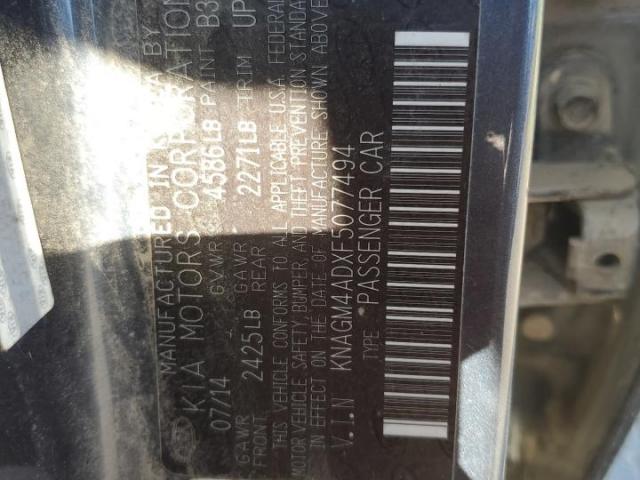 MANUFACTURED IN KOREA BY
KIA MOTORS CORPORATION
07/14 GVWR 4586LB PAINT B3
GAWR FRONT 2425LB GAWR REAR 2271LB TRIM UP
THIS VEHICLE CONFORMS TO ALL APPLICABLE U.S.A. FEDERAL
MOTOR VEHICLE SAFETY BUMPER, AND THEFT PREVENTION STANDARD
IN EFFECT ON THE DATE OF MANUFACTURE SHOWN ABOVE
V.I.N KNAGM4ADXF5077494
TYPE: PASSENGER CAR